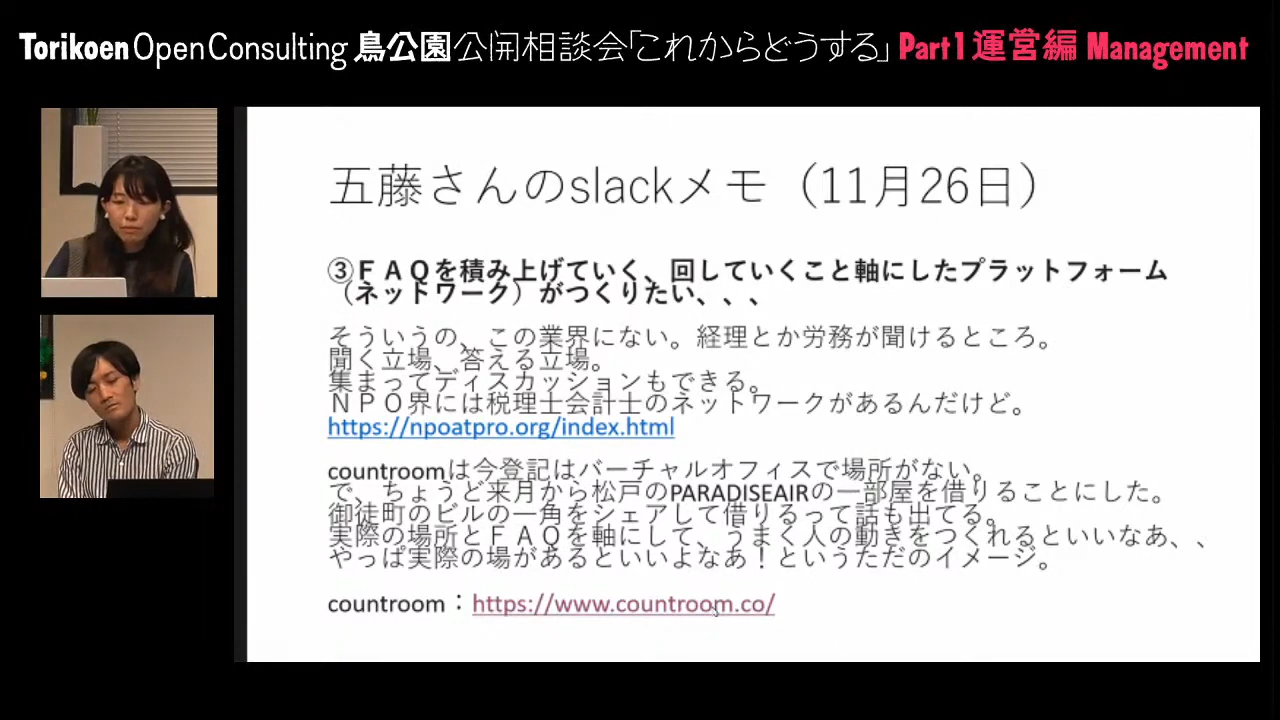 Torikoen Open Consulting 鳥公園公開相談会「これからどうする」 Part1 運営編 Management
五藤さんのslackメモ（11月26日）
③ＦＡＱを積み上げていく、回していくこと軸にしたプラットフォーム
（ネットワーク）がつくりたい、、、
そういうの、この業界にない。経理とか労務が聞けるところ。
聞く立場、答える立場。
集まってディスカッションもできる。
ＮＰＯ界には税理士会計士のネットワークがあるんだけど。
https://npoatpro.org/index.html
countroomは今登記はバーチャルオフィスで場所がない。
で、ちょうど来月から松戸のPARADISEAIRの一部屋を借りることにした。
御徒町のビルの一角をシェアして借りるって話も出てる。
実際の場所とＦＡＱを軸にして、うまく人の動きをつくれるといいなあ、、
やっぱ実際の場があるといいよなあ！というただのイメージ。
countroom：https://www.countroom.co/